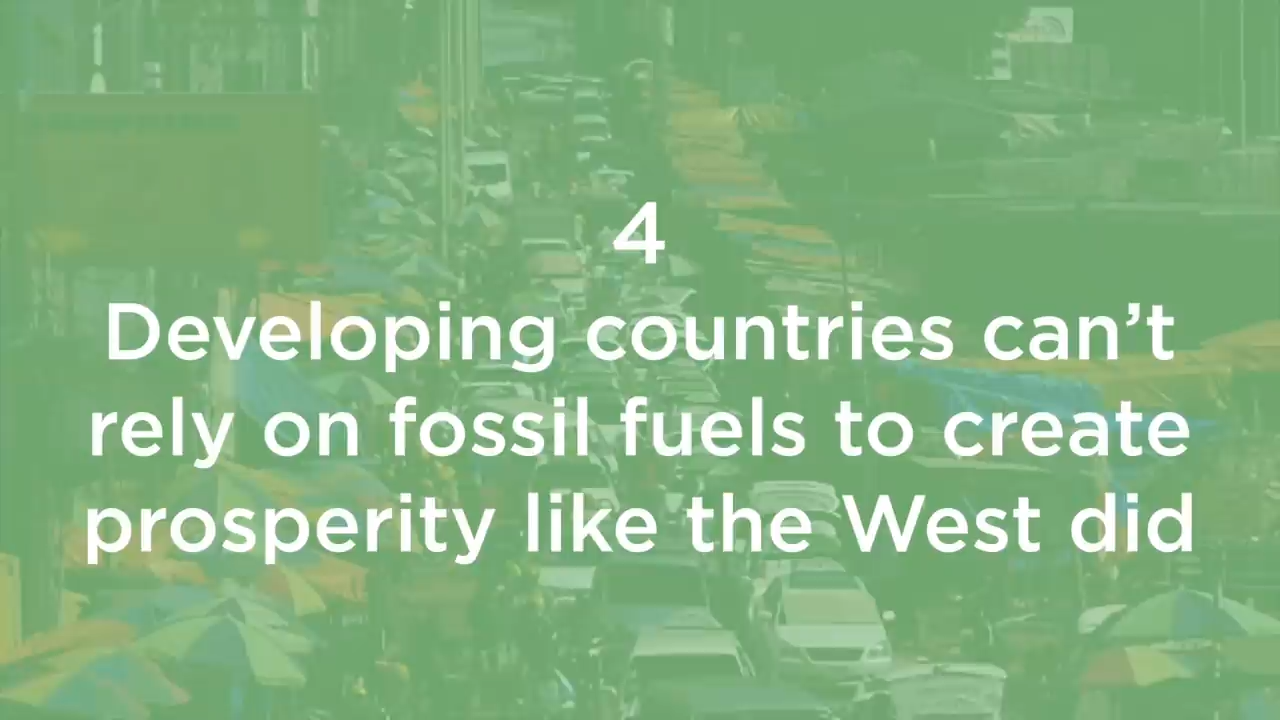 4
Developing countries can’t
rely on fossil fuels to create
prosperity like the West did